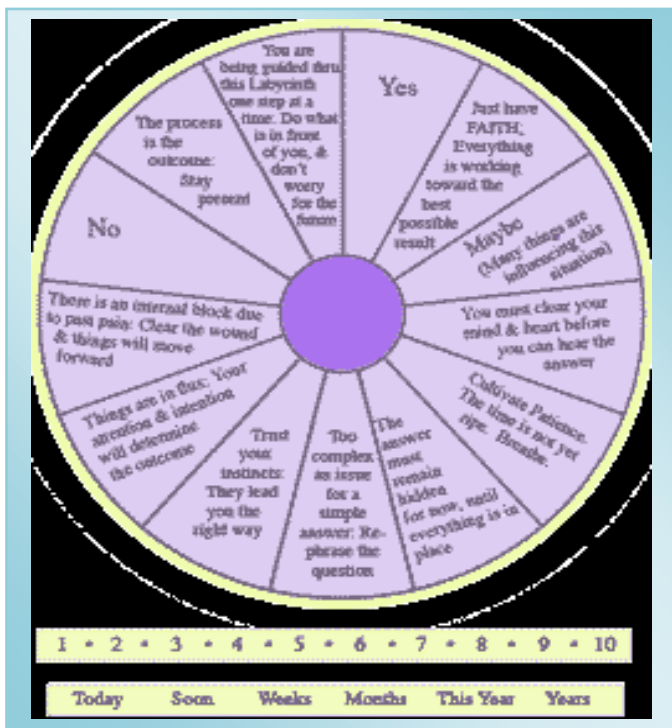 Yes
Just have
FAITH;
Everything
is working
toward the
best
possible
result
Maybe
(Many things are
influencing this
situation)
You must clear your
mind & heart before
you can hear the
answer
Cultivate Patience.
The time is not yet
ripe. Breathe.
The
answer
must
remain
hidden
for now, until
everything is in
place
Too
complex
an issue
for a
simple
answer: Re-
phrase the
question
Trust
your
instincts:
They lead
you the
right way
Things are in flux: Your
attention & intention
will determine
the outcome
There is an internal block due
to past pain: Clear the wound
& things will move
forward
No
The process
is the
outcome:
Stay
present
You are
being guided thru
this Labyrinth
one step at a
time: Do what
is in front
of you, &
don't
worry
for the
future
1 • 2 • 3 • 4 • 5 • 6 • 7 • 8 • 9 • 10
Today Soon Weeks Months This Year Years